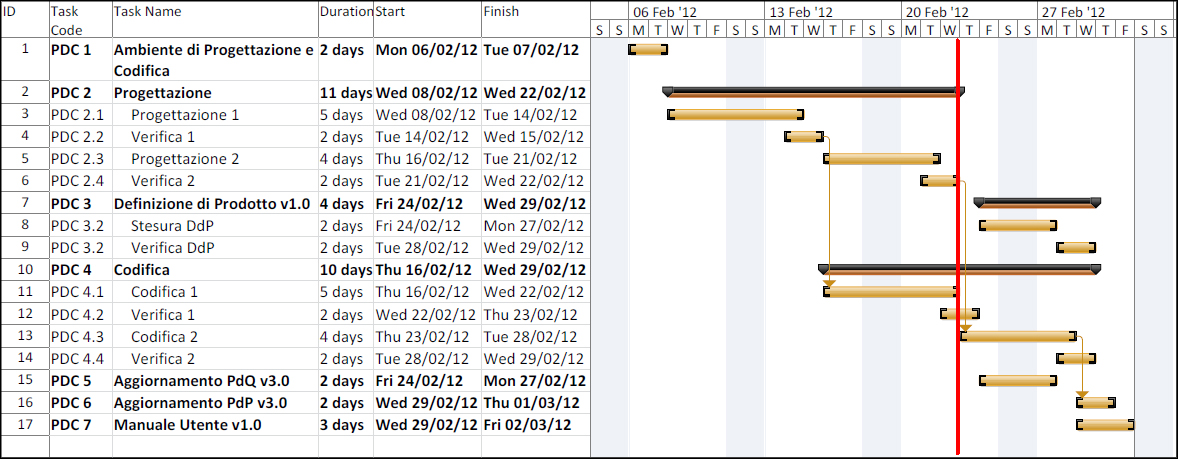 ID Task Code Task Name Duration Start Finish 06 Feb '12 13 Feb '12 20 Feb '12 27 Feb '12
S S M T W T F S S M T W T F S S M T W T F S S M T W T F S S
1 PDC 1 Ambiente di Progettazione e Codifica 2 days Mon 06/02/12 Tue 07/02/12
2 PDC 2 Progettazione 11 days Wed 08/02/12 Wed 22/02/12
3 PDC 2.1 Progettazione 1 5 days Wed 08/02/12 Tue 14/02/12
4 PDC 2.2 Verifica 1 2 days Tue 14/02/12 Wed 15/02/12
5 PDC 2.3 Progettazione 2 4 days Thu 16/02/12 Tue 21/02/12
6 PDC 2.4 Verifica 2 2 days Tue 21/02/12 Wed 22/02/12
7 PDC 3 Definizione di Prodotto v1.0 4 days Fri 24/02/12 Wed 29/02/12
8 PDC 3.2 Stesura DdP 2 days Fri 24/02/12 Mon 27/02/12
9 PDC 3.2 Verifica DdP 2 days Tue 28/02/12 Wed 29/02/12
10 PDC 4 Codifica 10 days Thu 16/02/12 Wed 29/02/12
11 PDC 4.1 Codifica 1 5 days Thu 16/02/12 Wed 22/02/12
12 PDC 4.2 Verifica 1 2 days Wed 22/02/12 Thu 23/02/12
13 PDC 4.3 Codifica 2 4 days Thu 23/02/12 Tue 28/02/12
14 PDC 4.4 Verifica 2 2 days Tue 28/02/12 Wed 29/02/12
15 PDC 5 Aggiornamento PdQ v3.0 2 days Fri 24/02/12 Mon 27/02/12
16 PDC 6 Aggiornamento PdP v3.0 2 days Wed 29/02/12 Thu 01/03/12
17 PDC 7 Manuale Utente v1.0 3 days Wed 29/02/12 Fri 02/03/12